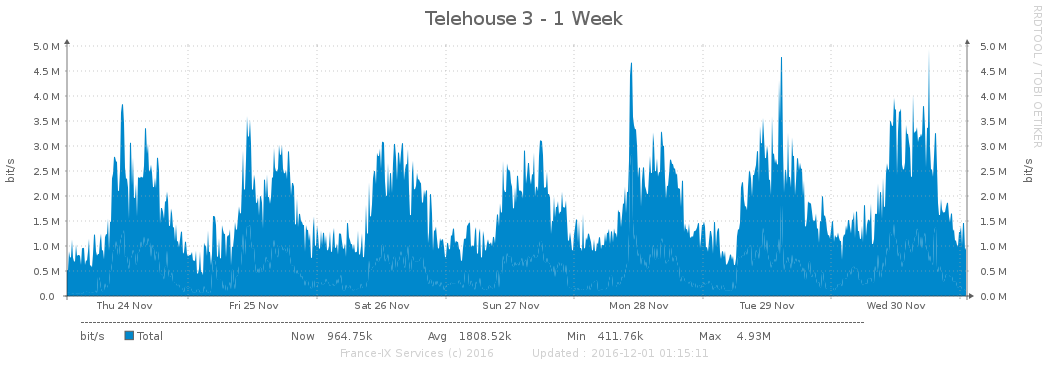 Telehouse 3 - 1 Week
RRDTOOL / TOBI OETIKER
bit/s
5.0 M
4.5 M
4.0 M
3.5 M
3.0 M
2.5 M
2.0 M
1.5 M
1.0 M
0.5 M
0.0
5.0 M
4.5 M
4.0 M
3.5 M
3.0 M
2.5 M
2.0 M
1.5 M
1.0 M
0.5 M
0.0 M
bit/s
Thu 24 Nov Fri 25 Nov Sat 26 Nov Sun 27 Nov Mon 28 Nov Tue 29 Nov Wed 30 Nov
bit/s Total Now 964.75k Avg 1808.52k Min 411.76k Max 4.93M
France-IX Services (c) 2016 Updated : 2016-12-01 01:15:11